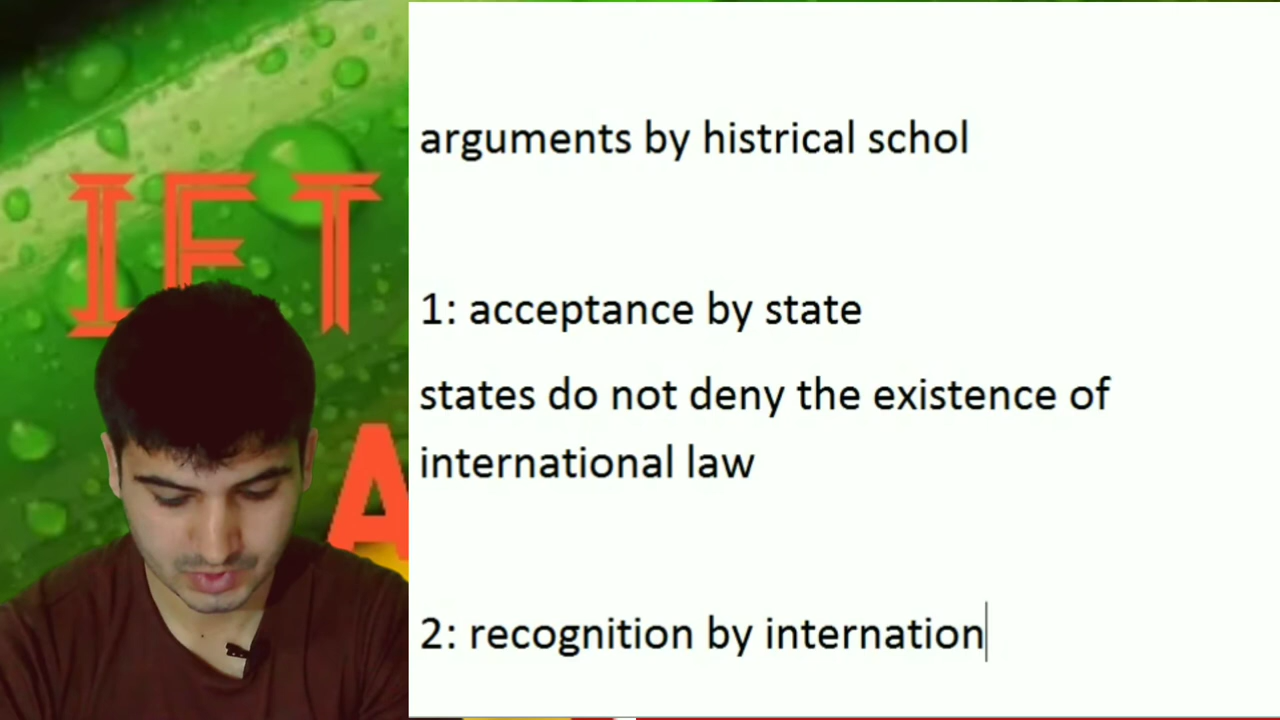 IET
A
arguments by histrical schol
1: acceptance by state
states do not deny the existence of
international law
2: recognition by internation